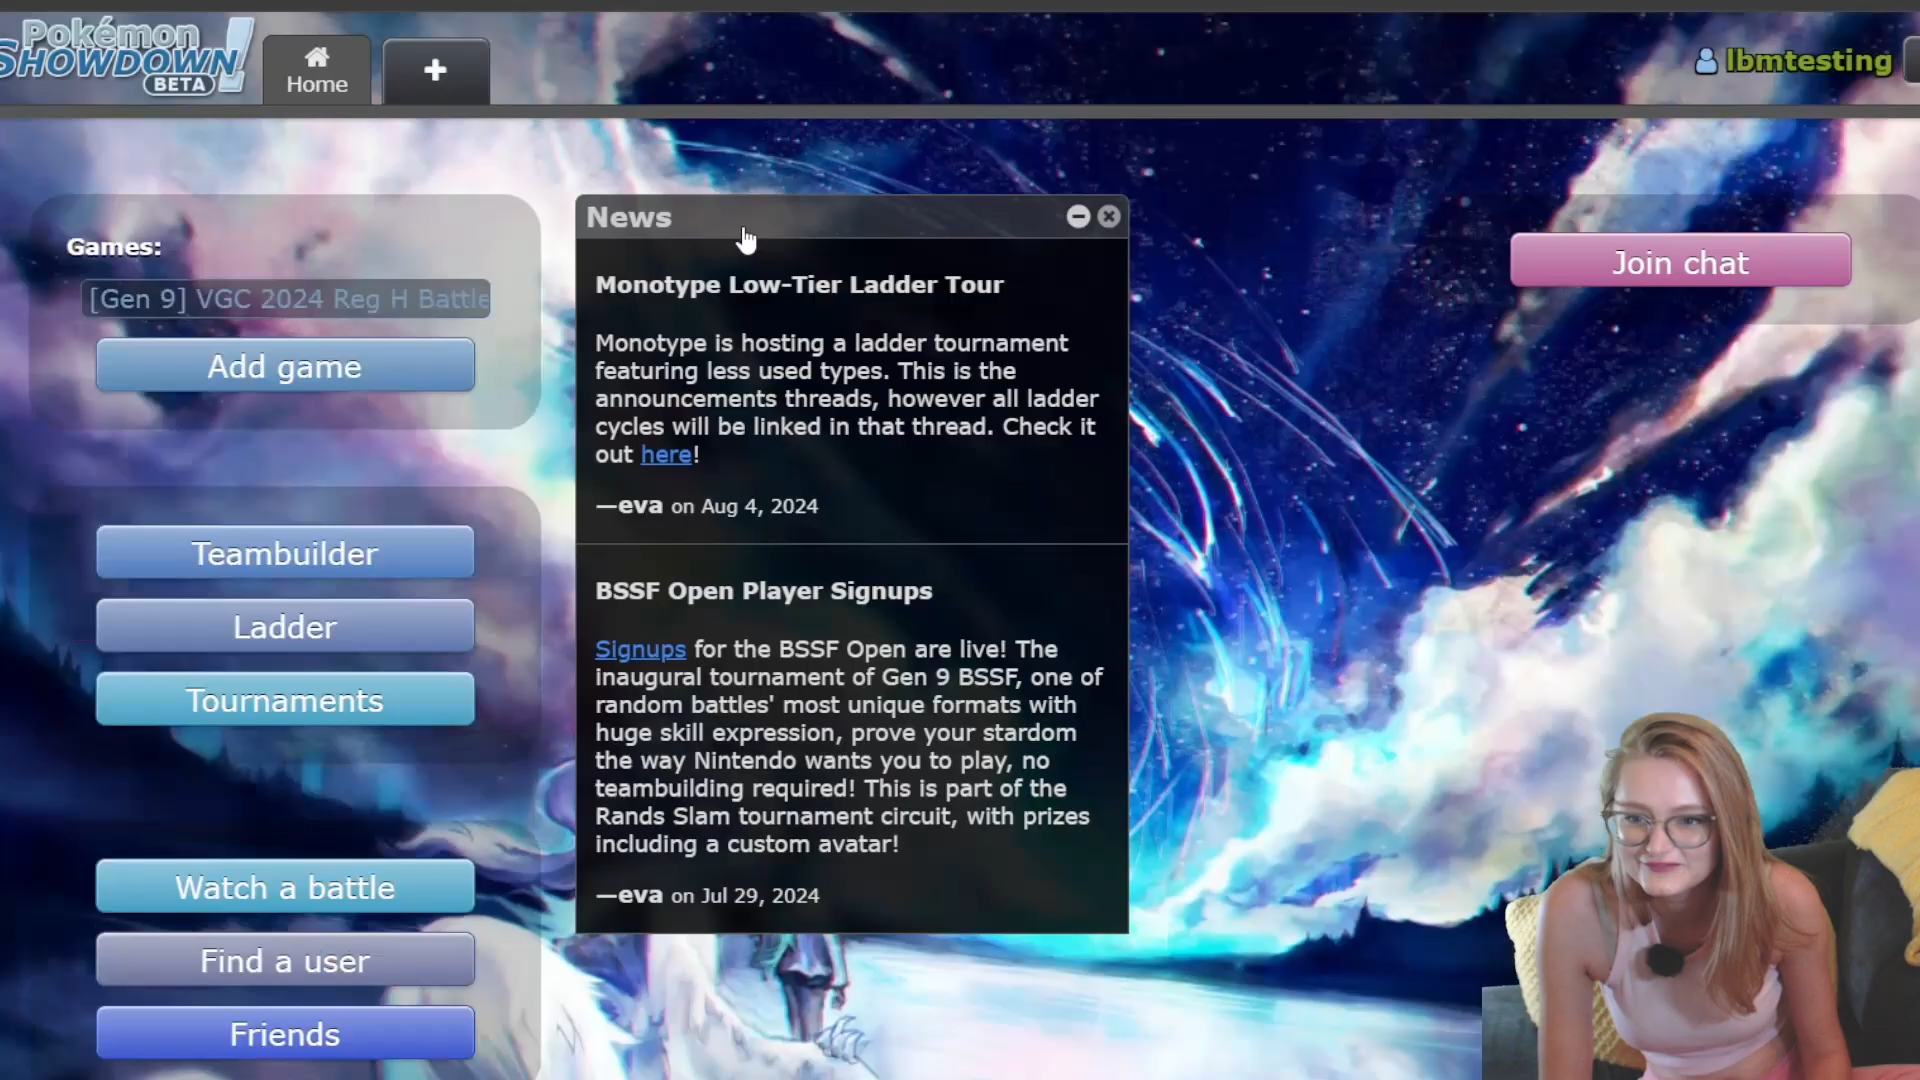 Pokémon
SHOWDOWN!
BETA
Home
lbmtesting
Games:
[Gen 9] VGC 2024 Reg H Battle
Add game
Teambuilder
Ladder
Tournaments
Watch a battle
Find a user
Friends
News
Monotype Low-Tier Ladder Tour
Monotype is hosting a ladder tournament
featuring less used types. This is the
announcements threads, however all ladder
cycles will be linked in that thread. Check it
out here!
—eva on Aug 4, 2024
BSSF Open Player Signups
Signups for the BSSF Open are live! The
inaugural tournament of Gen 9 BSSF, one of
random battles' most unique formats with
huge skill expression, prove your stardom
the way Nintendo wants you to play, no
teambuilding required! This is part of the
Rands Slam tournament circuit, with prizes
including a custom avatar!
—eva on Jul 29, 2024
Join chat